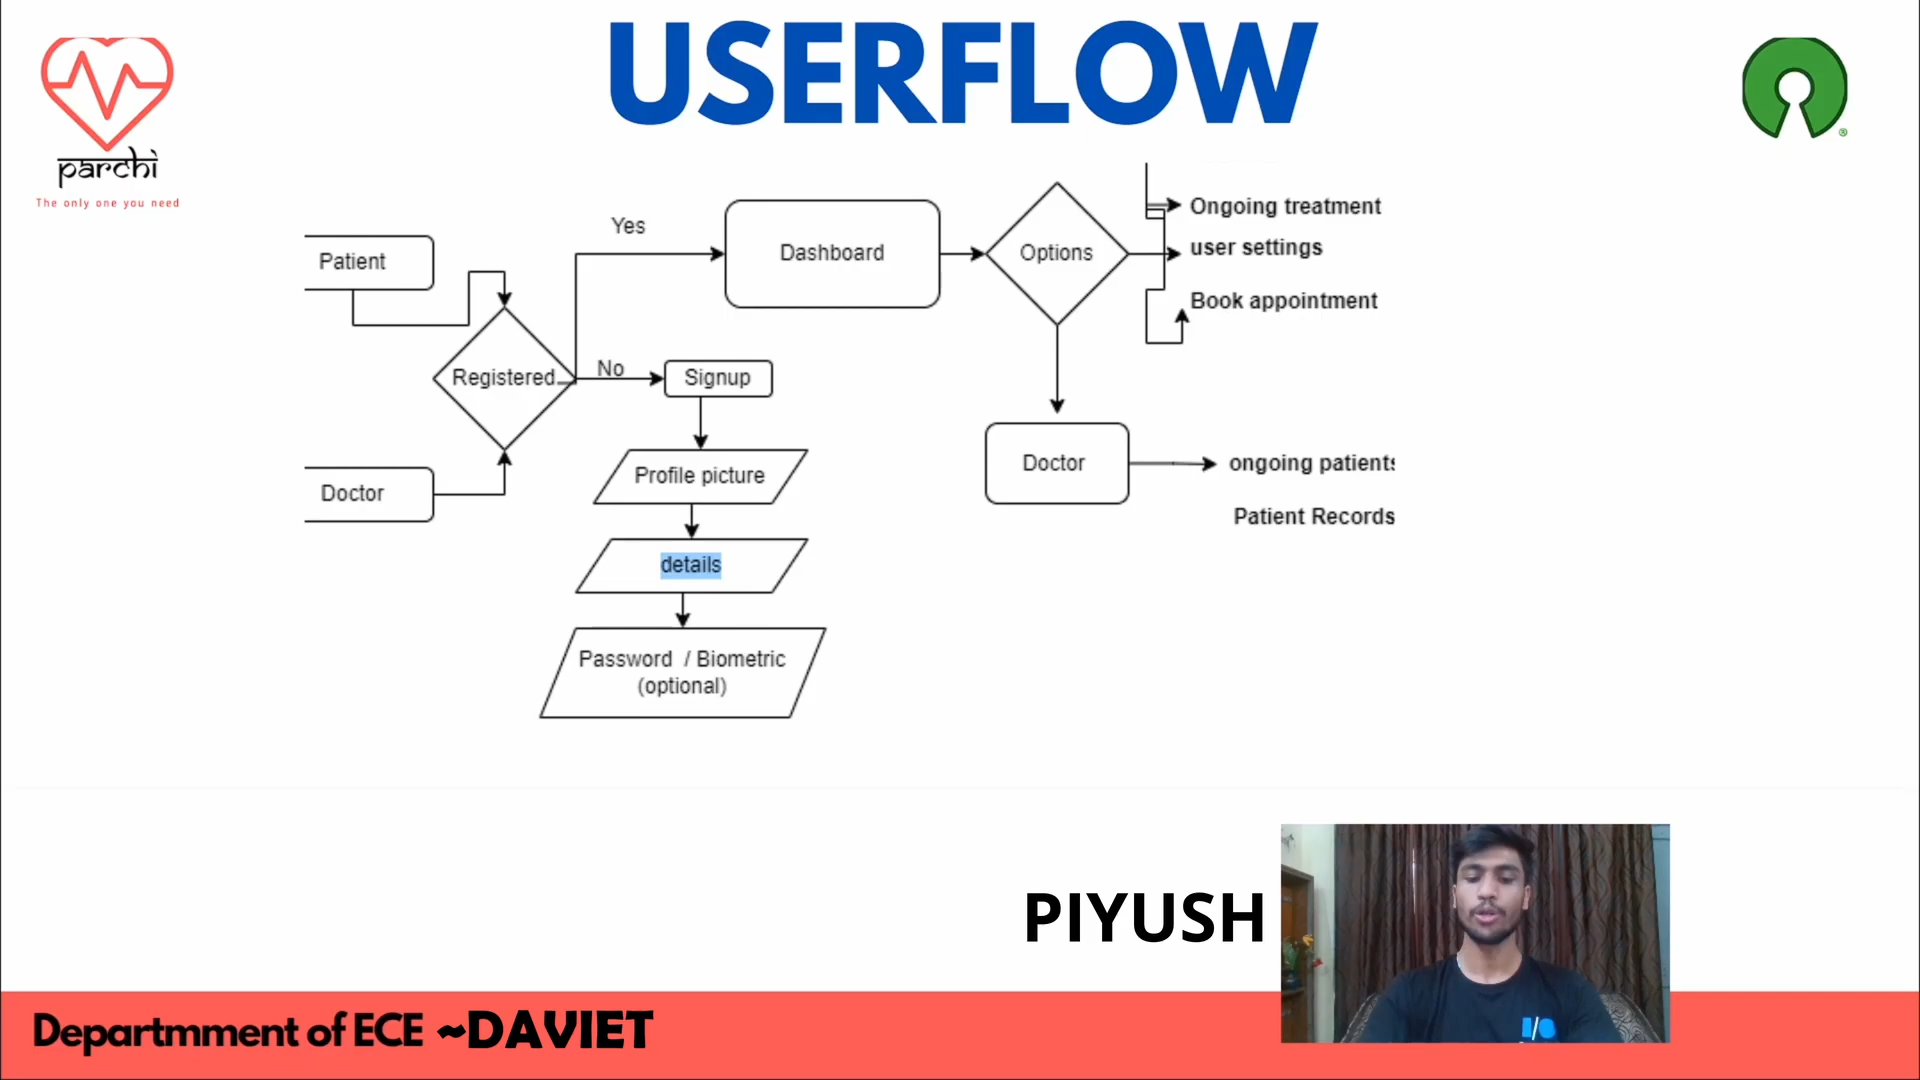 USERFLOW
parchi
The only one you need
®
Yes
Patient
Dashboard
Options
Ongoing treatment
user settings
Book appointment
Registered
No
Signup
Doctor
Profile picture
details
Password / Biometric
(optional)
Doctor
ongoing patients
Patient Records
PIYUSH
I/O
Departmment of ECE ~DAVIET